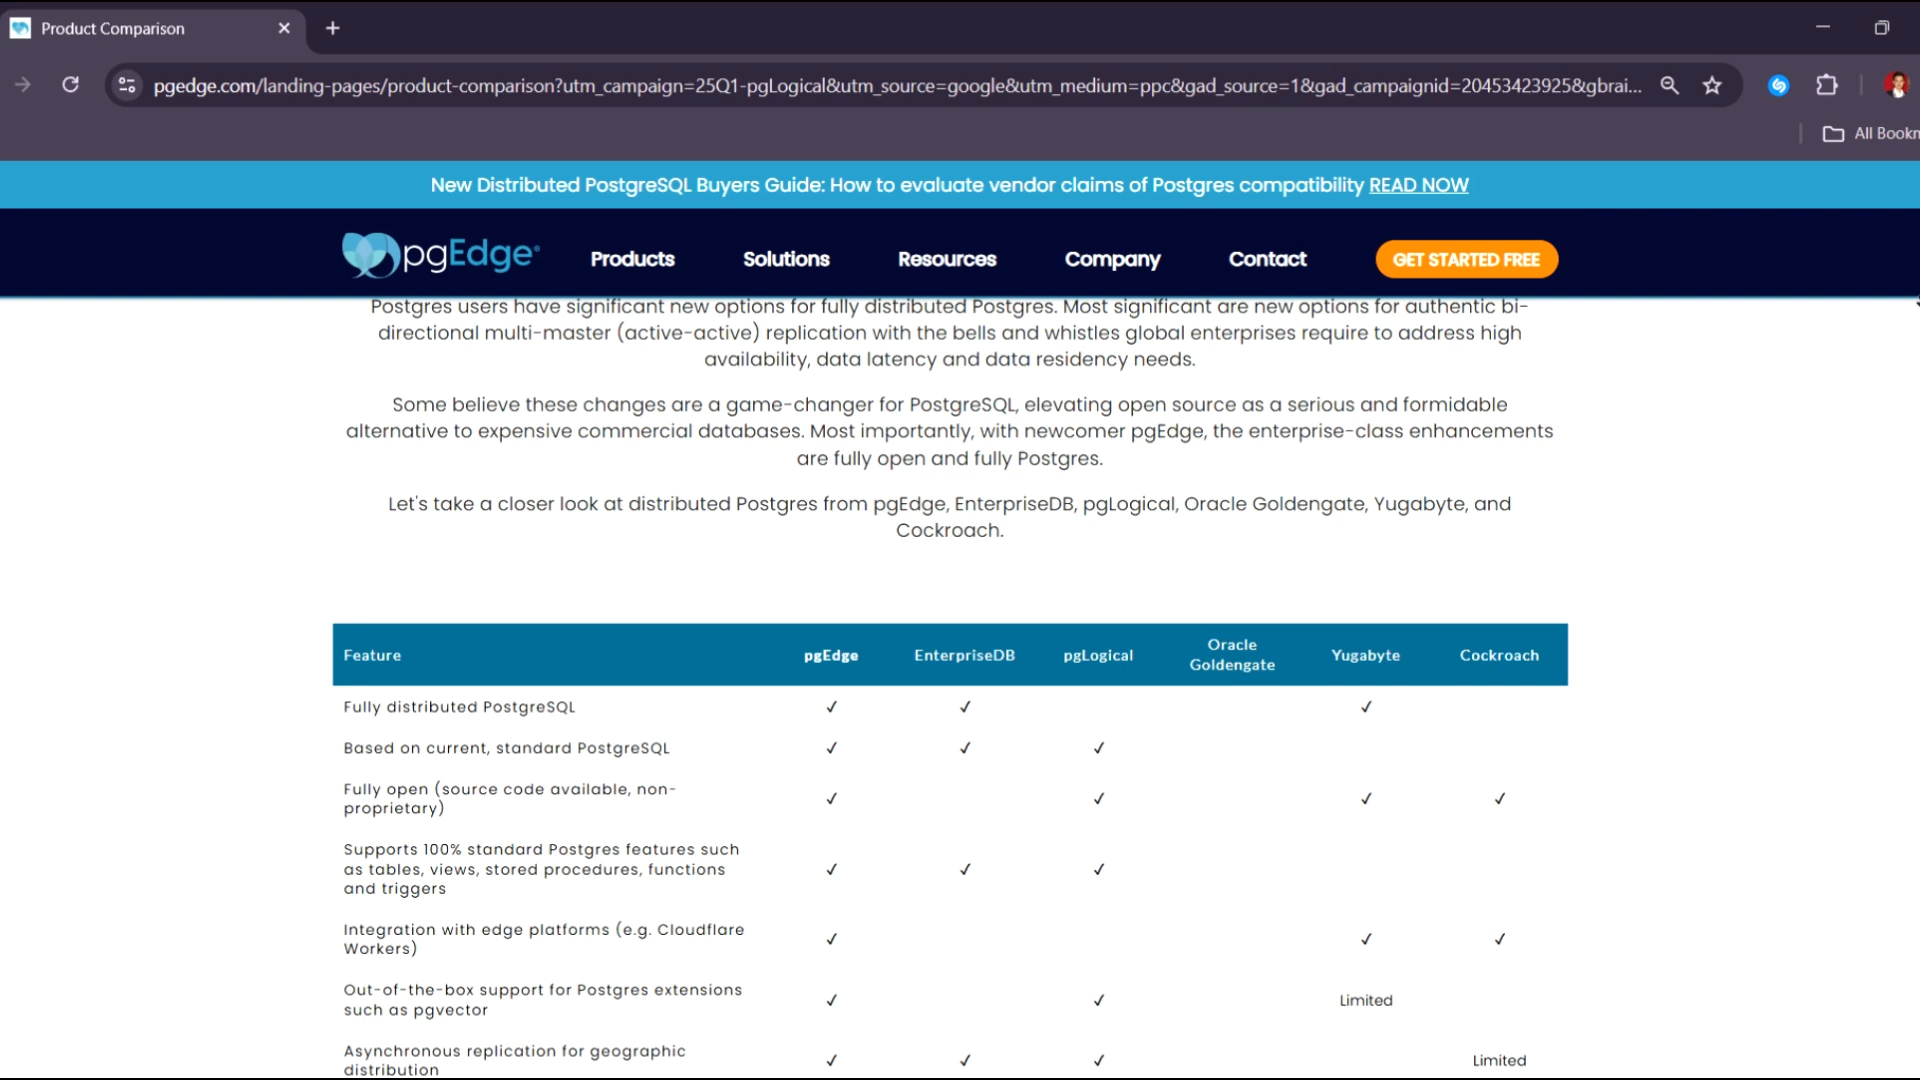 Product Comparison
pgedge.com/landing-pages/product-comparison?utm_campaign=25Q1-pgLogical&utm_source=google&utm_medium=ppc&gad_source=1&gad_campaignid=20453423925&gbrai...
All Bookm
New Distributed PostgreSQL Buyers Guide: How to evaluate vendor claims of Postgres compatibility READ NOW
pgEdge Products Solutions Resources Company Contact GET STARTED FREE
Postgres users have significant new options for fully distributed Postgres. Most significant are new options for authentic bi-
directional multi-master (active-active) replication with the bells and whistles global enterprises require to address high
availability, data latency and data residency needs.
Some believe these changes are a game-changer for PostgreSQL, elevating open source as a serious and formidable
alternative to expensive commercial databases. Most importantly, with newcomer pgEdge, the enterprise-class enhancements
are fully open and fully Postgres.
Let's take a closer look at distributed Postgres from pgEdge, EnterpriseDB, pgLogical, Oracle Goldengate, Yugabyte, and
Cockroach.
Feature pgEdge EnterpriseDB pgLogical Oracle Goldengate Yugabyte Cockroach
Fully distributed PostgreSQL ✓ ✓ ✓
Based on current, standard PostgreSQL ✓ ✓ ✓
Fully open (source code available, non-
proprietary) ✓ ✓ ✓ ✓
Supports 100% standard Postgres features such
as tables, views, stored procedures, functions ✓ ✓ ✓
and triggers
Integration with edge platforms (e.g. Cloudflare
Workers) ✓ ✓ ✓
Out-of-the-box support for Postgres extensions
such as pgvector ✓ ✓ Limited
Asynchronous replication for geographic
distribution ✓ ✓ ✓ Limited